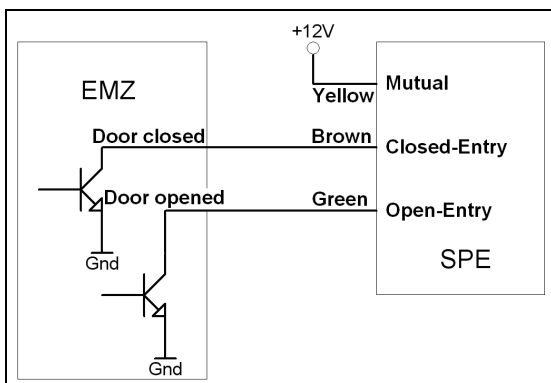 +12V
EMZ
Yellow
Mutual
Door closed
Brown
Closed-Entry
Door opened
Green
Open-Entry
Gnd
SPE
Gnd